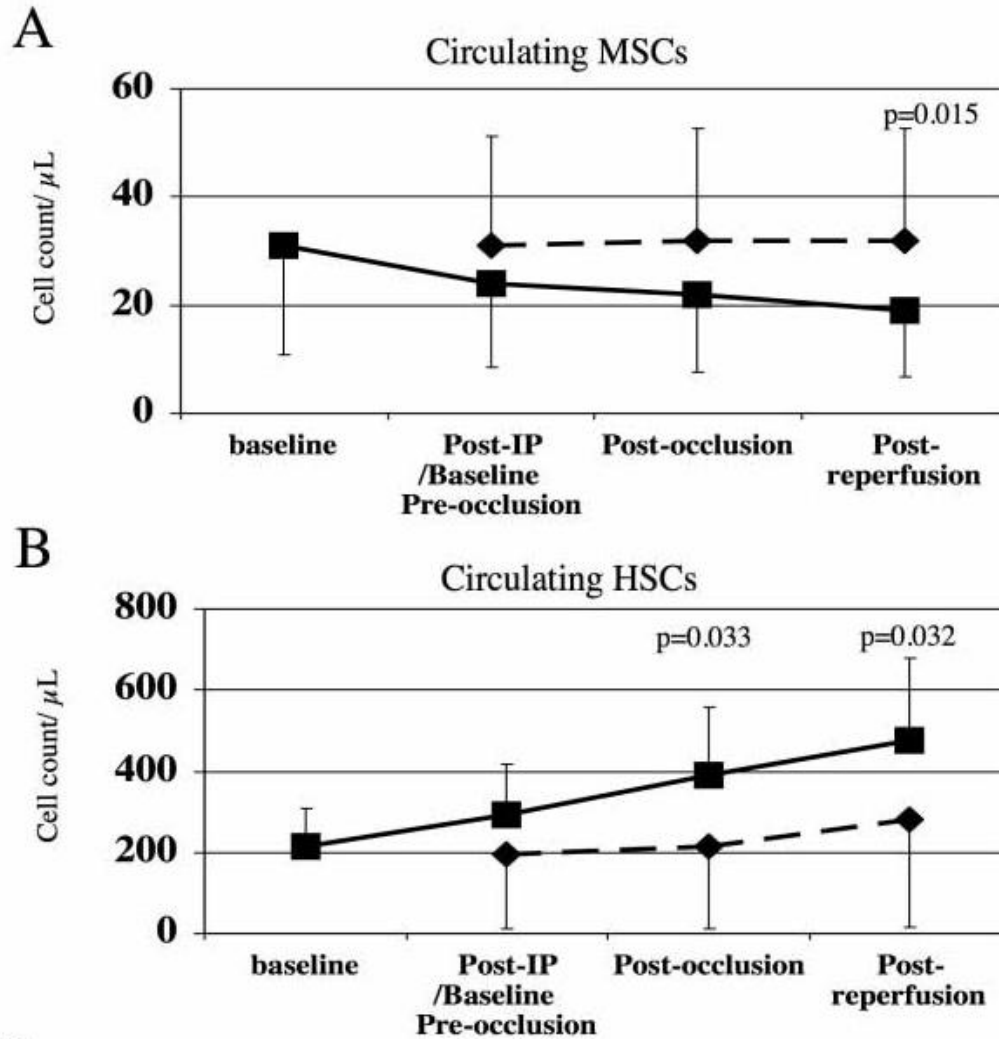 A
Circulating MSCs
60
p=0.015
40
Cell count/ μL
20
0
baseline
Post-IP
/Baseline
Pre-occlusion
Post-occlusion
Post-
reperfusion
B
Circulating HSCs
800
p=0.033
p=0.032
600
Cell count/ μL
400
200
0
baseline
Post-IP
/Baseline
Pre-occlusion
Post-occlusion
Post-
reperfusion